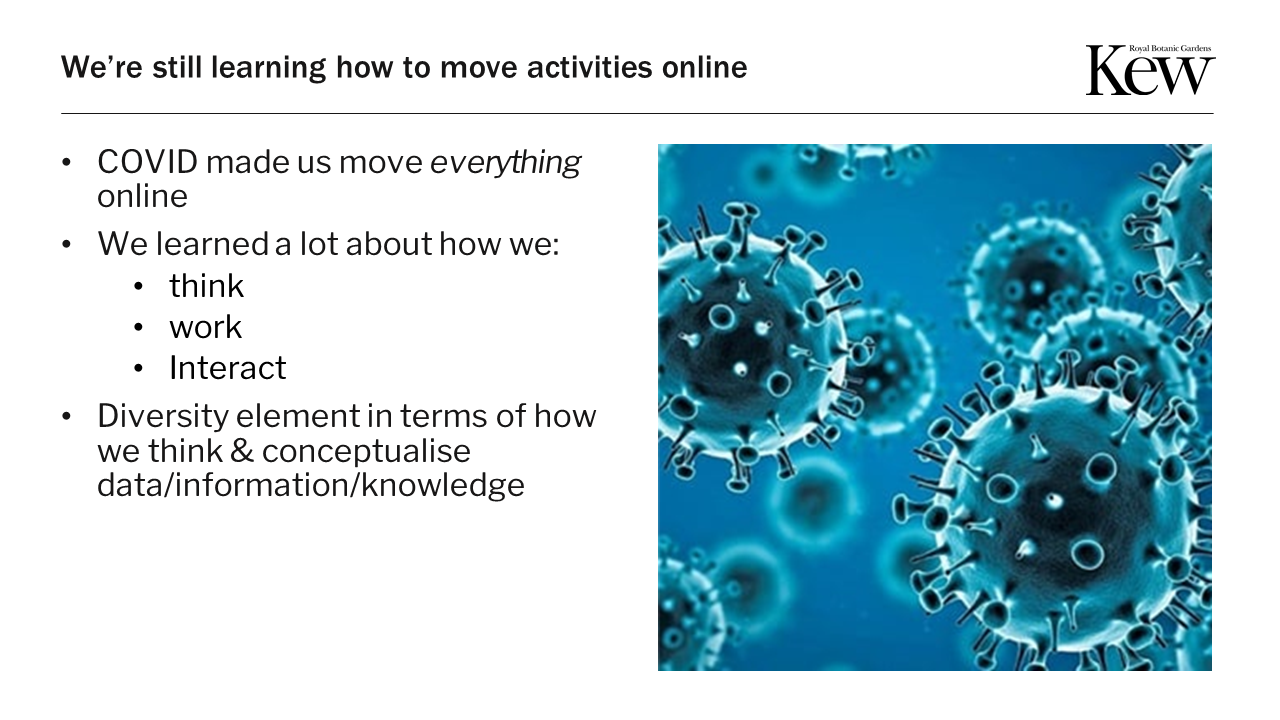 We’re still learning how to move activities online
Royal Botanic Gardens
Kew
• COVID made us move everything
online
• We learned a lot about how we:
• think
• work
• Interact
• Diversity element in terms of how
we think & conceptualise
data/information/knowledge